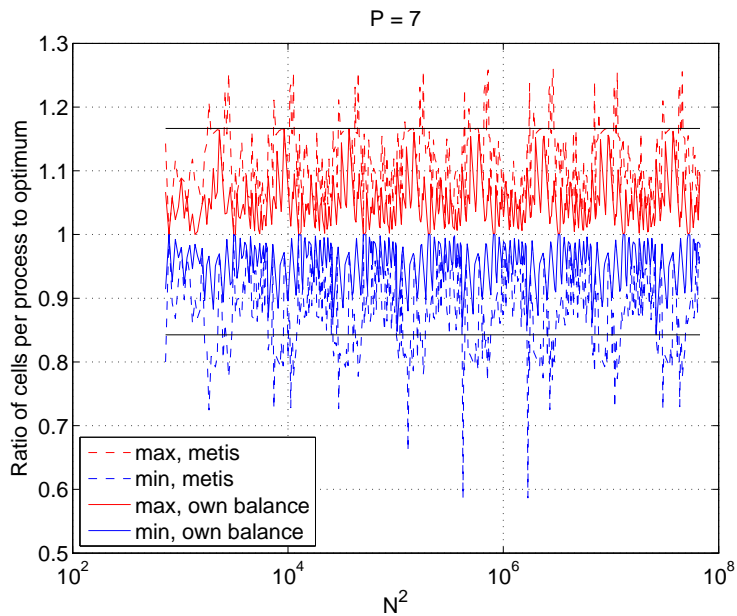 P = 7
Ratio of cells per process to optimum
1.3
1.2
1.1
1
0.9
0.8
0.7
0.6
0.5
max, metis
min, metis
max, own balance
min, own balance
10^2
10^4
10^6
10^8
N^2